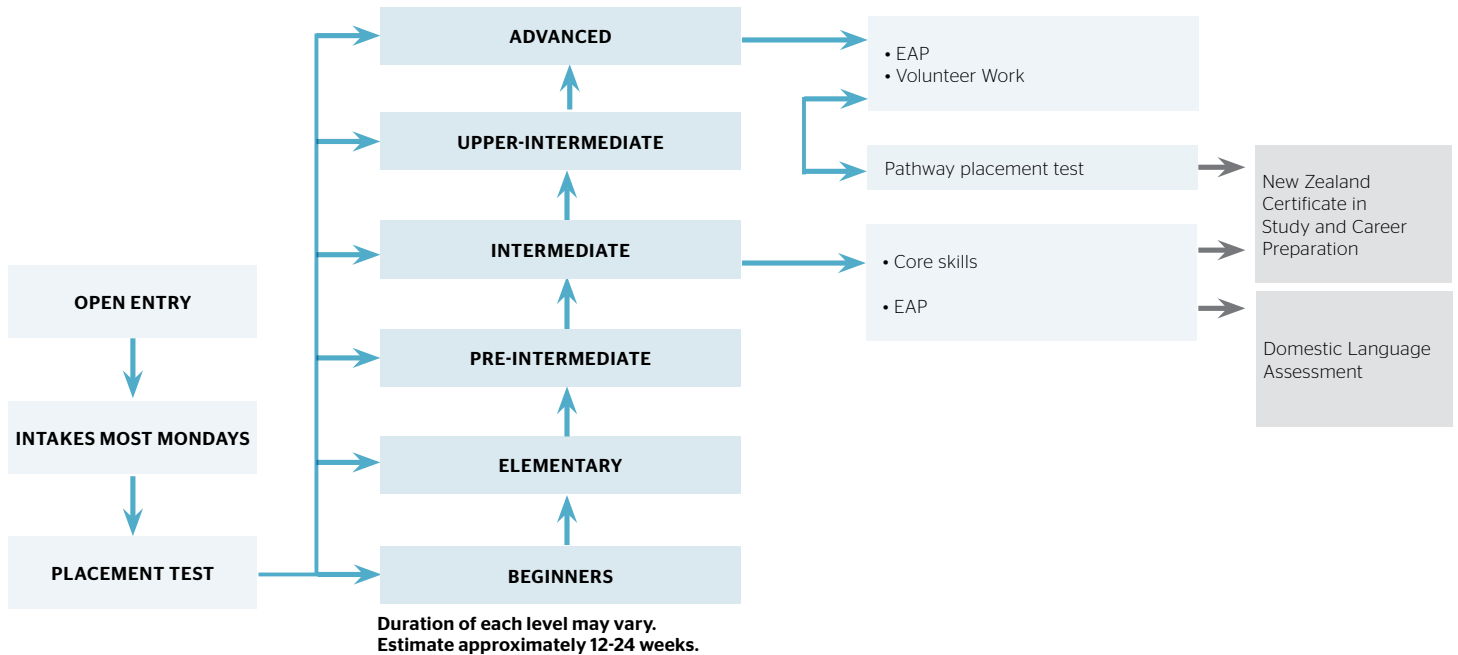 OPEN ENTRY
INTAKES MOST MONDAYS
PLACEMENT TEST
ADVANCED
UPPER-INTERMEDIATE
INTERMEDIATE
PRE-INTERMEDIATE
ELEMENTARY
BEGINNERS
Duration of each level may vary.
Estimate approximately 12-24 weeks.
• EAP
• Volunteer Work
Pathway placement test
• Core skills
• EAP
New Zealand
Certificate in
Study and Career
Preparation
Domestic Language
Assessment